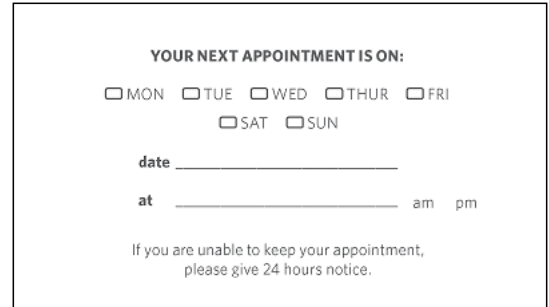 YOUR NEXT APPOINTMENT IS ON:
MON TUE WED THUR FRI
SAT SUN
date
at am pm
If you are unable to keep your appointment,
please give 24 hours notice.